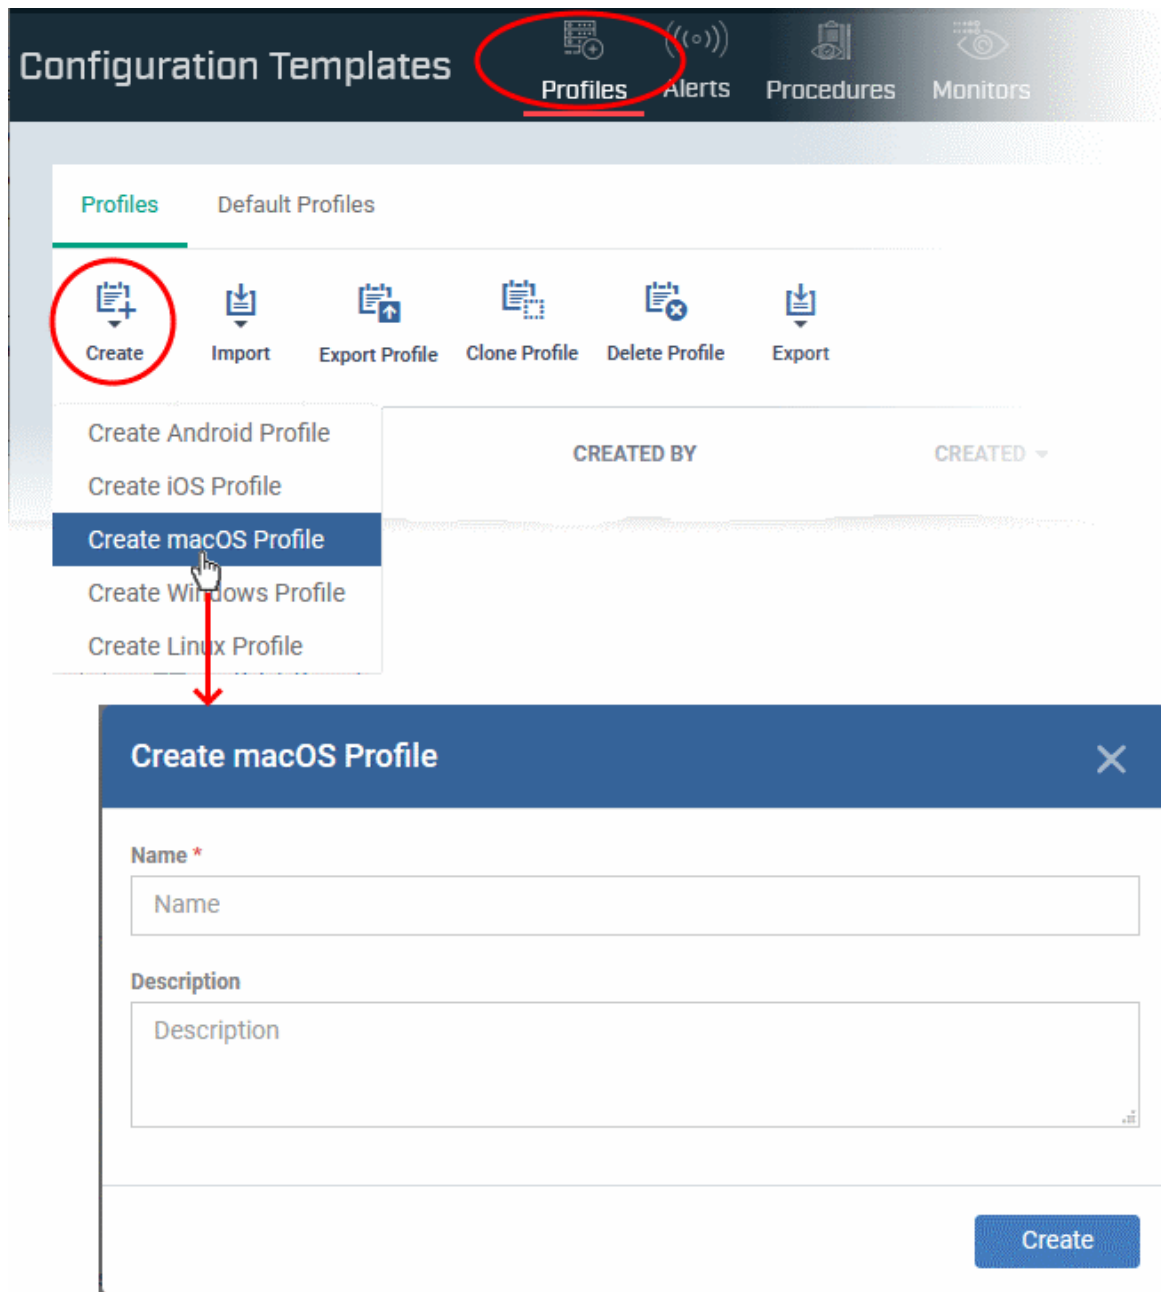 Configuration Templates
Profiles Alerts Procedures Monitors
Profiles Default Profiles
Create Import Export Profile Clone Profile Delete Profile Export
Create Android Profile
CREATED BY CREATED
Create iOS Profile
Create macOS Profile
Create Windows Profile
Create Linux Profile
Create macOS Profile
Name *
Name
Description
Description
Create